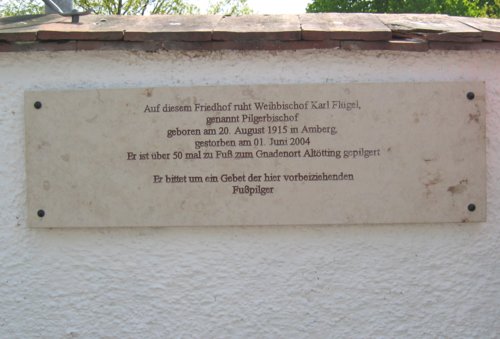 Auf diesem Friedhof ruht Weihbischof Karl Flügel,
genannt Pilgerbischof
geboren am 20. August 1915 in Amberg,
gestorben am 01. Juni 2004
Er ist über 50 mal zu Fuß zum Gnadenort Altötting gepilgert
Er bittet um ein Gebet der hier vorbeiziehenden
Fußpilger